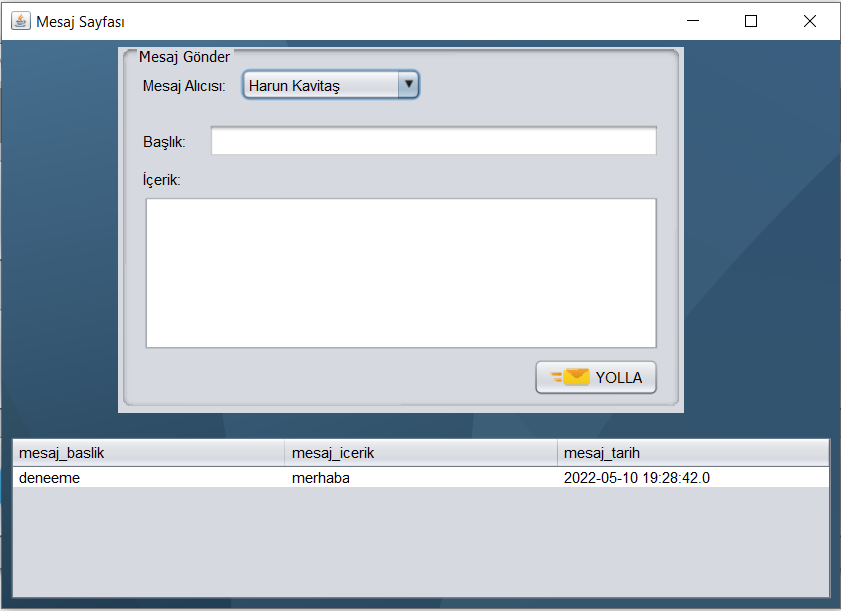 Mesaj Sayfası
Mesaj Gönder
Mesaj Alıcısı: Harun Kavitaş
Başlık:
İçerik:
YOLLA
mesaj_baslik mesaj_icerik mesaj_tarih
deneeme merhaba 2022-05-10 19:28:42.0